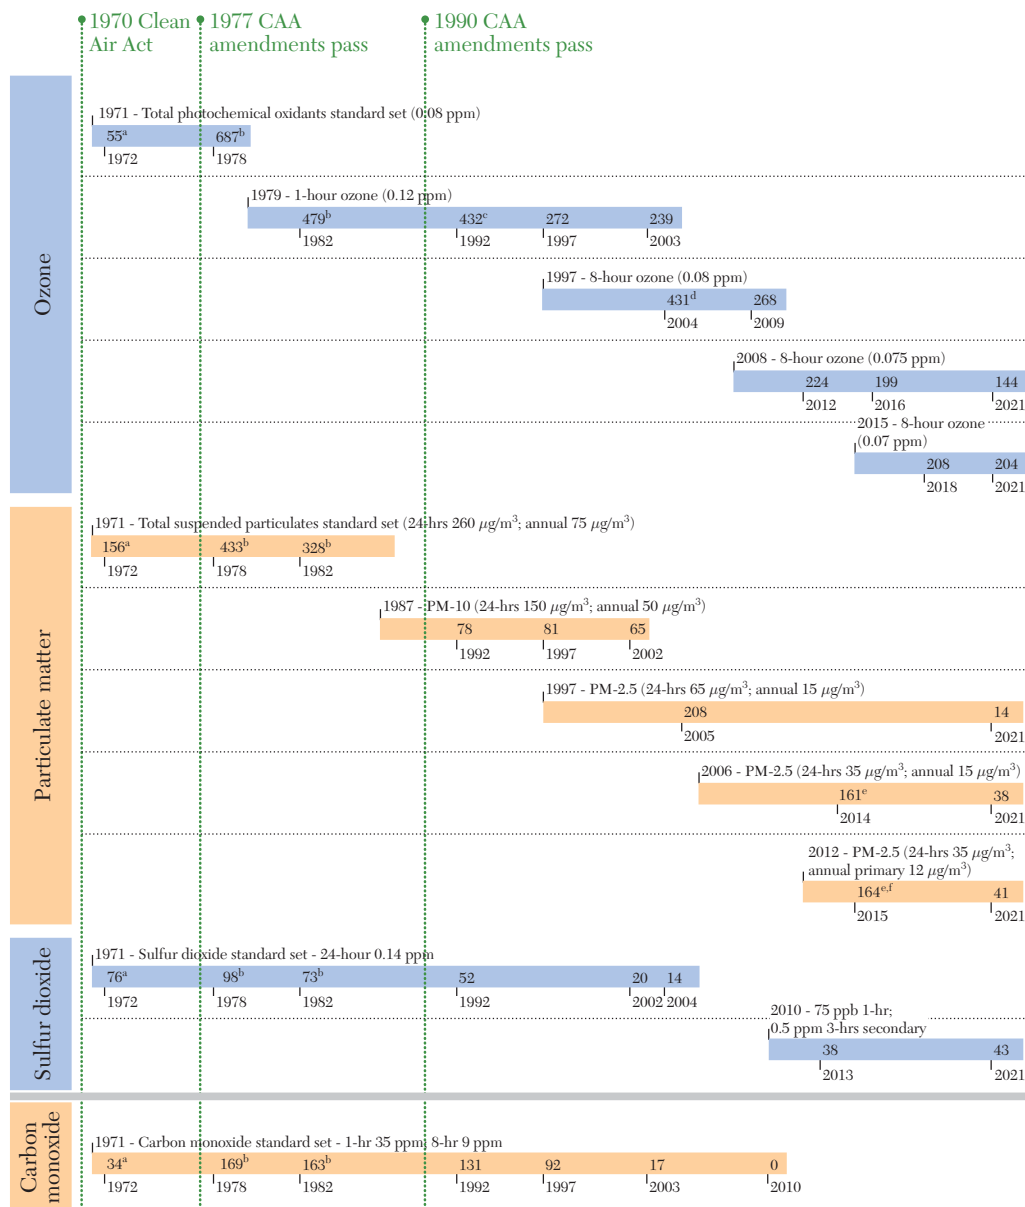 1970 Clean
Air Act
1977 CAA
amendments pass
1990 CAA
amendments pass
Ozone
1971 - Total photochemical oxidants standard set (0.08 ppm)
55ᵃ 687ᵇ
1972 1978
1979 - 1-hour ozone (0.12 ppm)
479ᵇ 432ᶜ 272 239
1982 1992 1997 2003
1997 - 8-hour ozone (0.08 ppm)
431ᵈ 268
2004 2009
2008 - 8-hour ozone (0.075 ppm)
224 199 144
2012 2016 2021
2015 - 8-hour ozone
(0.07 ppm)
208 204
2018 2021
Particulate matter
1971 - Total suspended particulates standard set (24-hrs 260 μg/m³; annual 75 μg/m³)
156ᵃ 433ᵇ 328ᵇ
1972 1978 1982
1987 - PM-10 (24-hrs 150 μg/m³; annual 50 μg/m³)
78 81 65
1992 1997 2002
1997 - PM-2.5 (24-hrs 65 μg/m³; annual 15 μg/m³)
208 14
2005 2021
2006 - PM-2.5 (24-hrs 35 μg/m³; annual 15 μg/m³)
161ᵉ 38
2014 2021
2012 - PM-2.5 (24-hrs 35 μg/m³;
annual primary 12 μg/m³)
164ᵉ,ᶠ 41
2015 2021
Sulfur dioxide
1971 - Sulfur dioxide standard set - 24-hour 0.14 ppm
76ᵃ 98ᵇ 73ᵇ 52 20 14
1972 1978 1982 1992 2002 2004
2010 - 75 ppb 1-hr;
0.5 ppm 3-hrs secondary
38 43
2013 2021
Carbon
monoxide
1971 - Carbon monoxide standard set - 1-hr 35 ppm; 8-hr 9 ppm
34ᵃ 169ᵇ 163ᵇ 131 92 17 0
1972 1978 1982 1992 1997 2003 2010